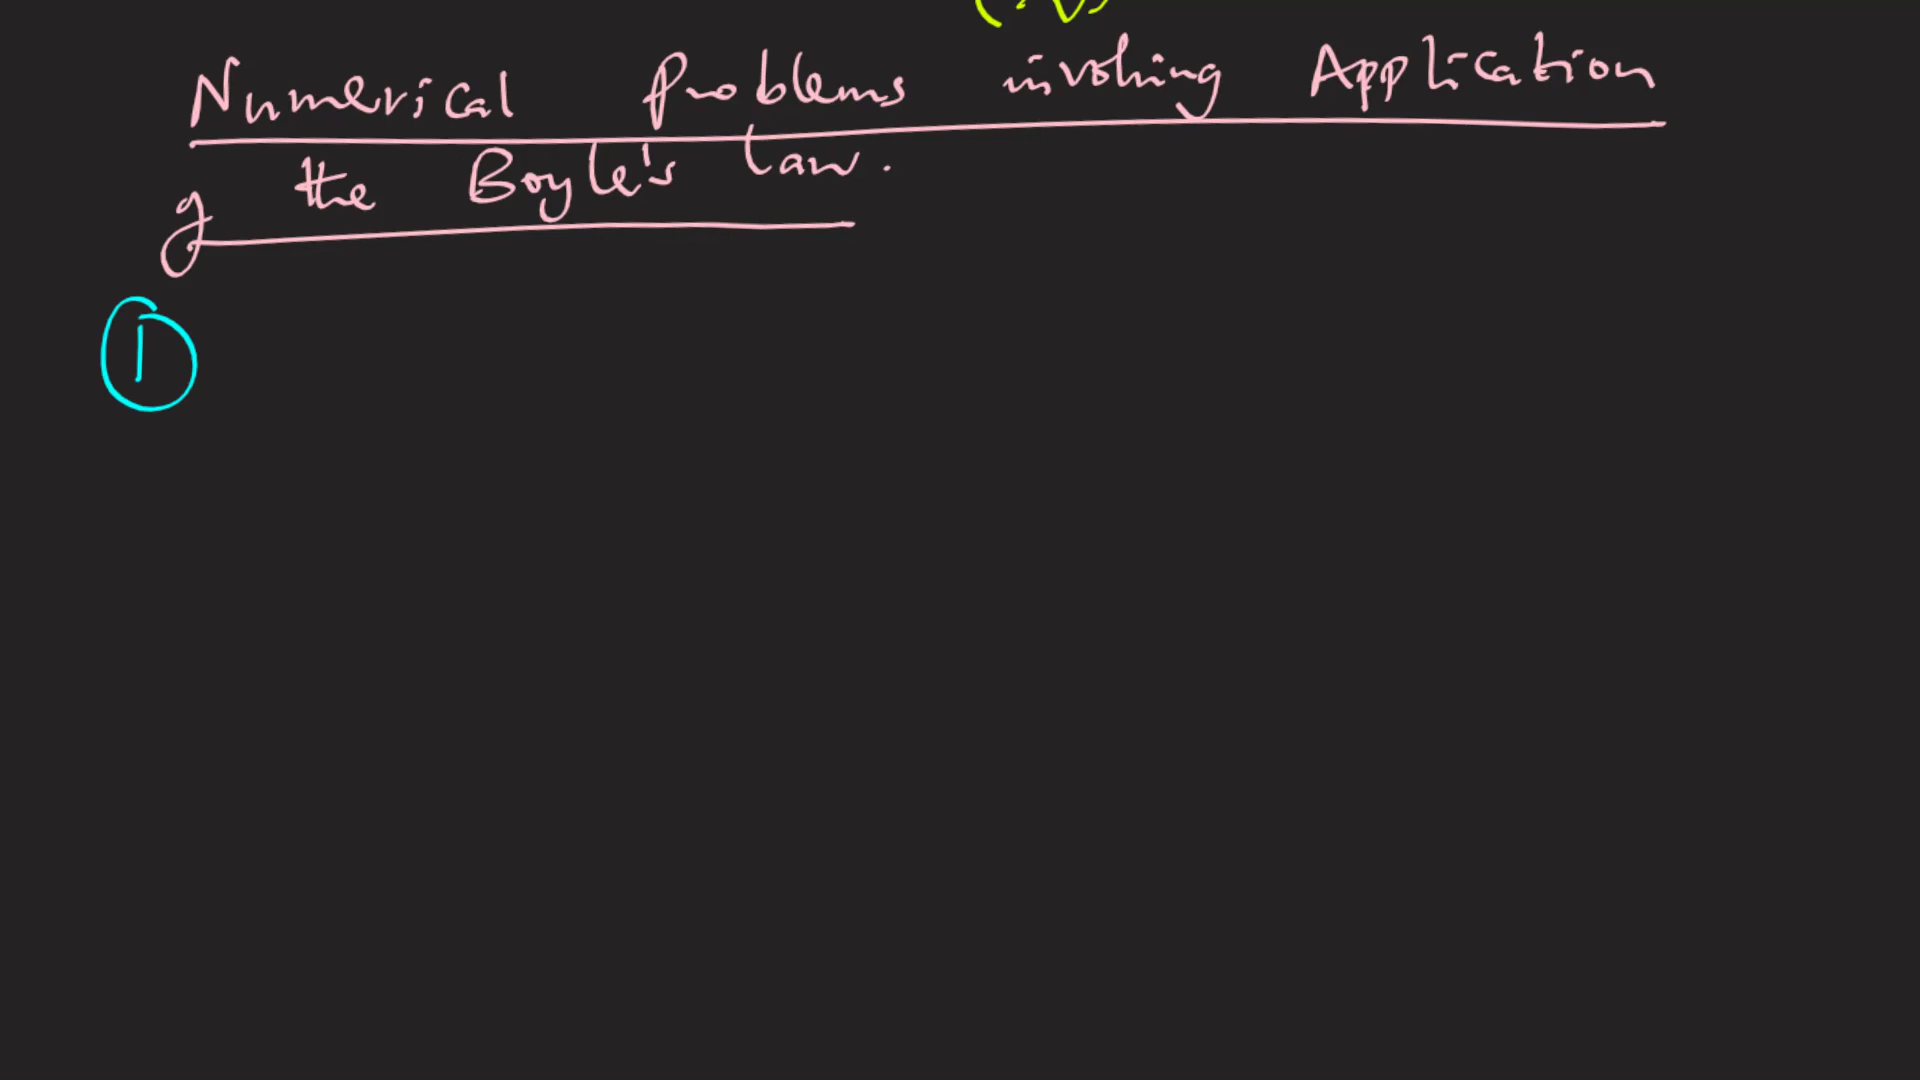 Numerical Problems involving Application
of the Boyle's Law.
1